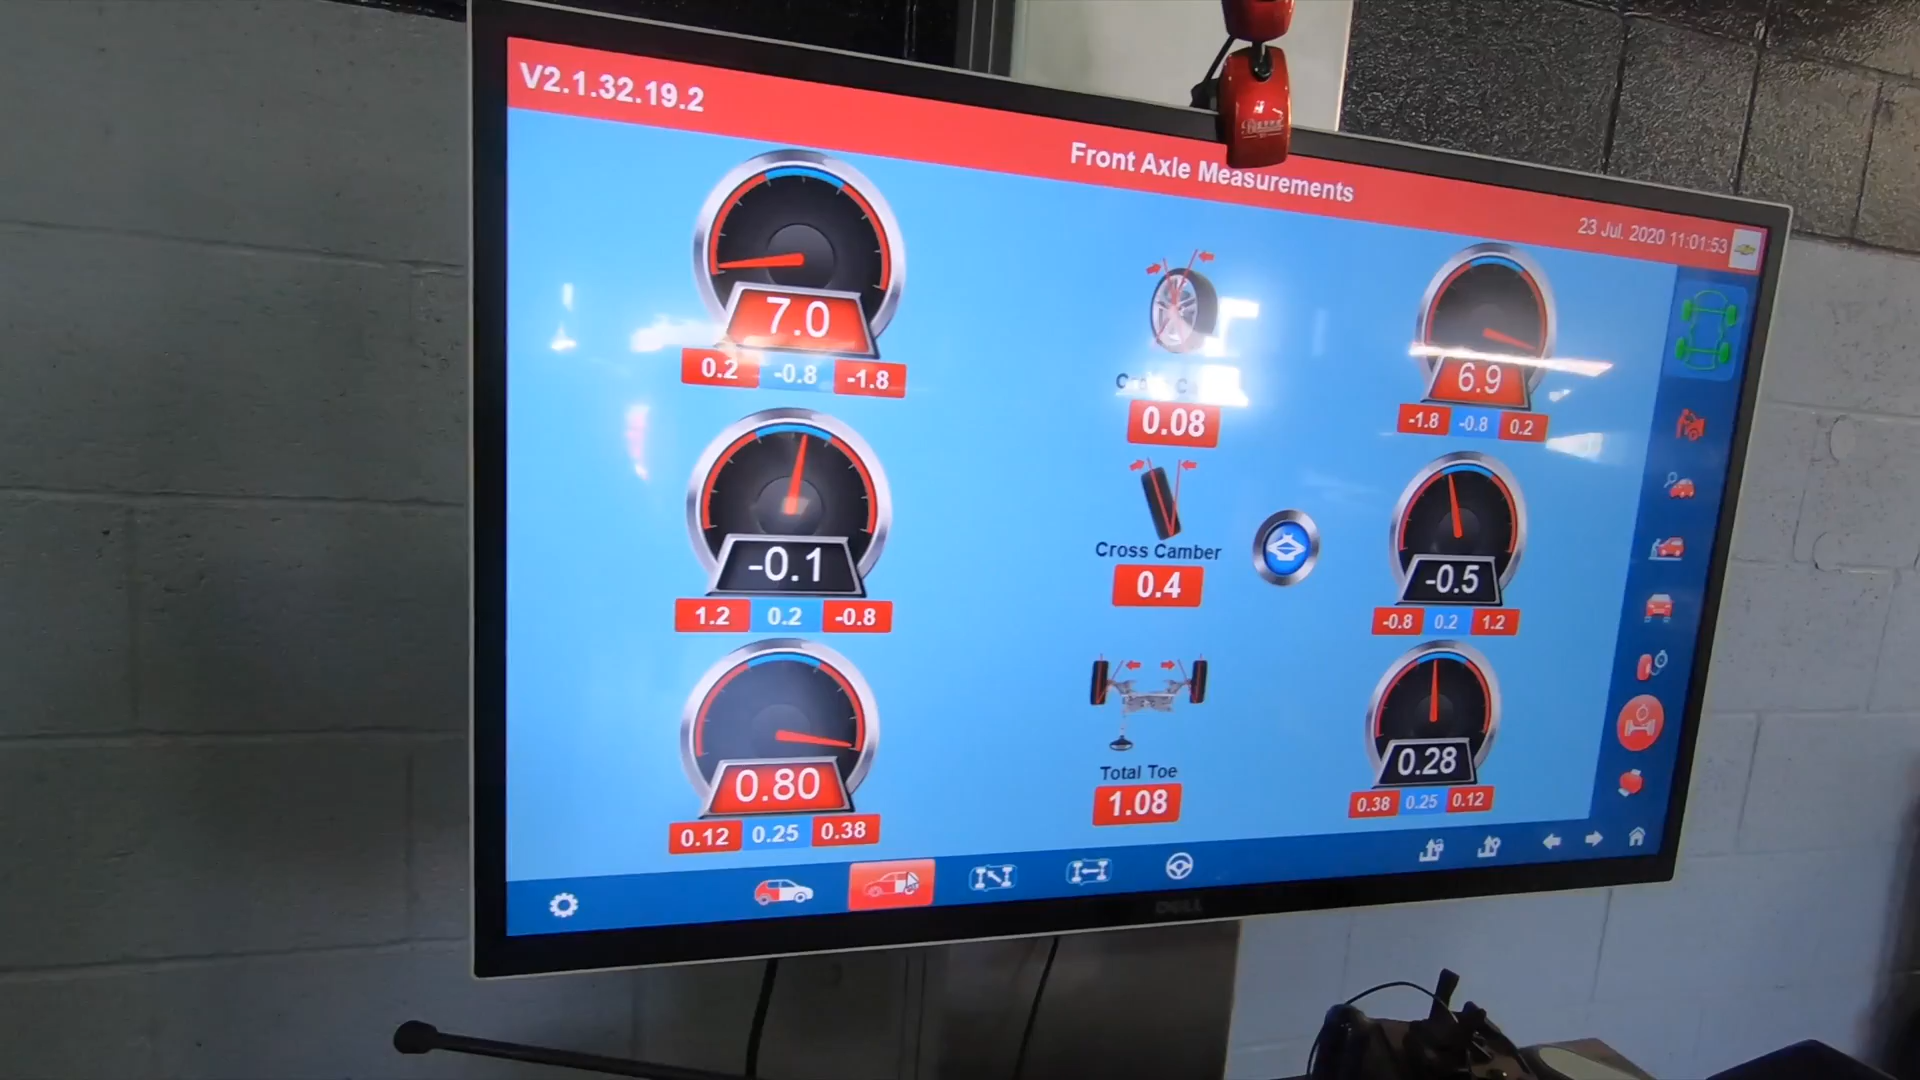 V2.1.32.19.2
Front Axle Measurements
23 Jul. 2020 11:01:53
7.0
0.2 -0.8 -1.8
0.08
6.9
-1.8 -0.8 0.2
-0.1
1.2 0.2 -0.8
Cross Camber
0.4
-0.5
-0.8 0.2 1.2
0.80
0.12 0.25 0.38
Total Toe
1.08
0.28
0.38 0.25 0.12
DELL